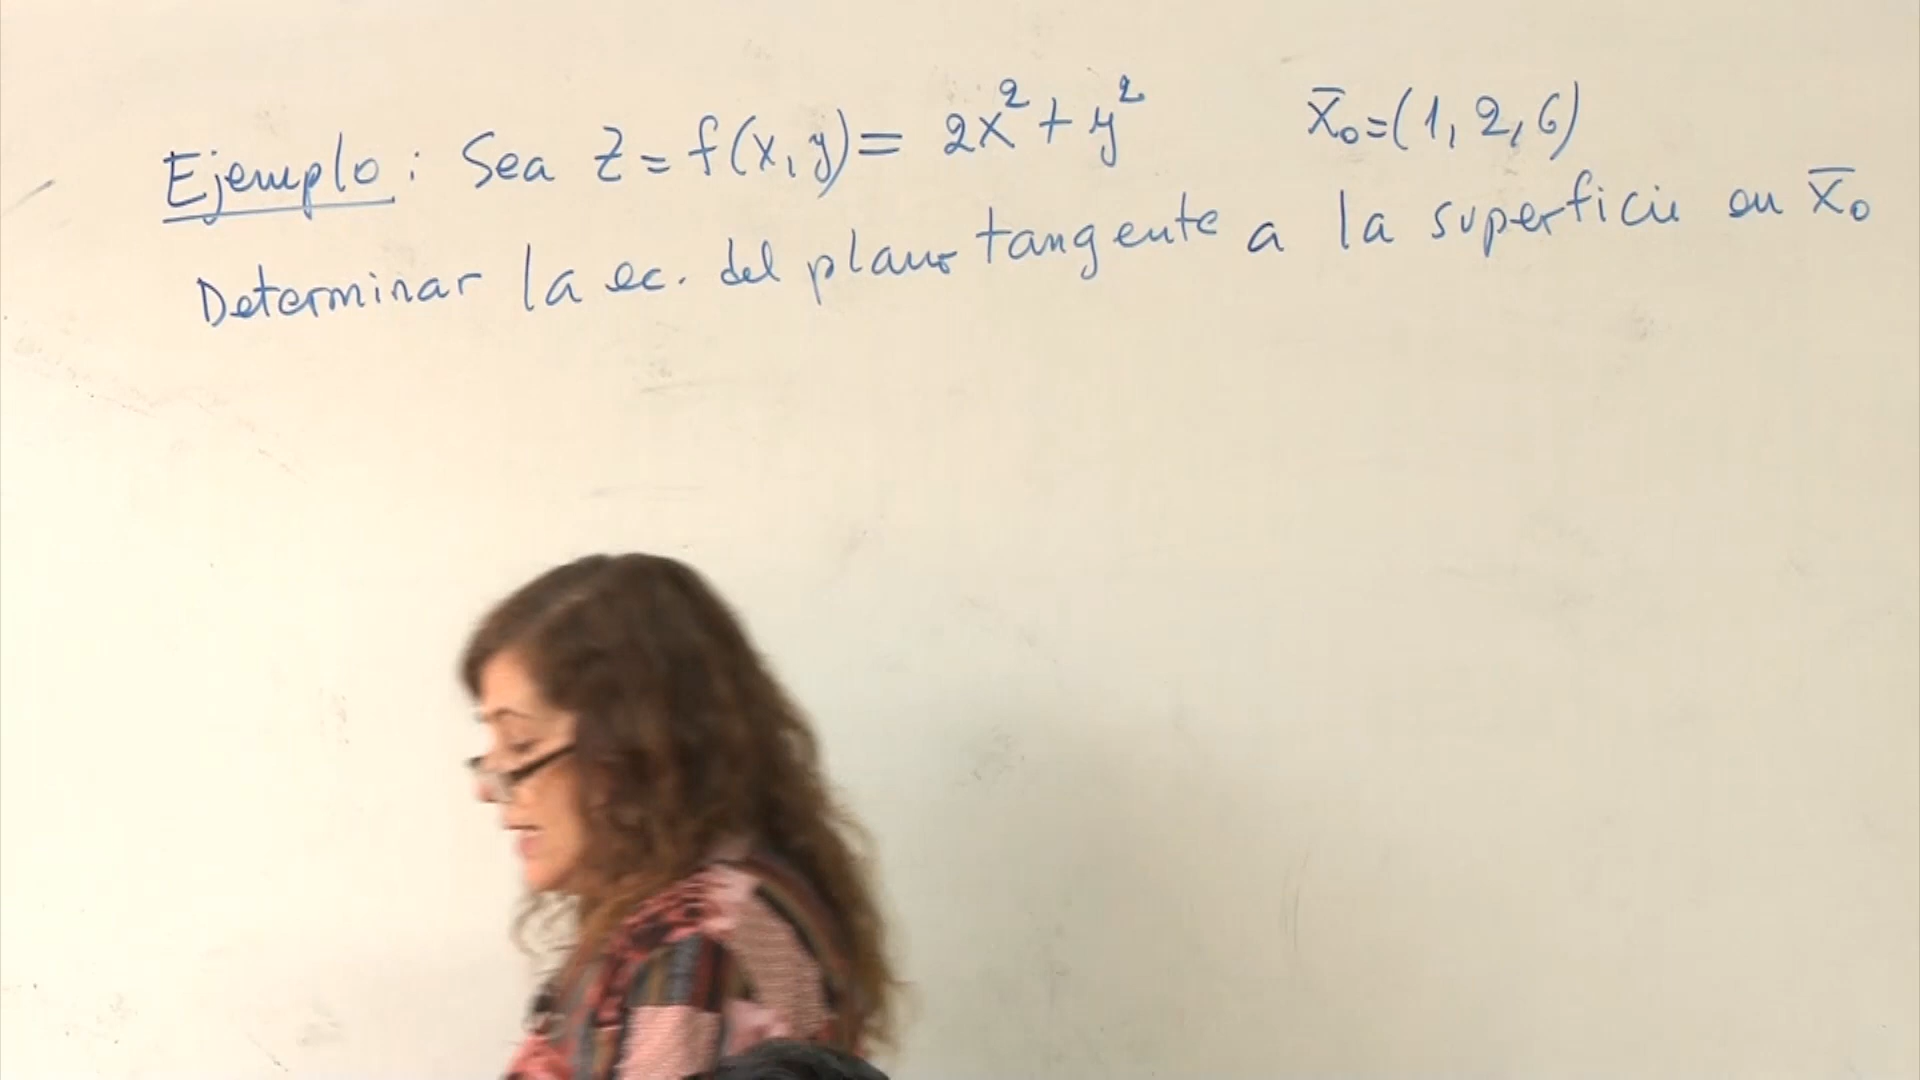 Ejemplo: Sea z = f(x, y) = 2x² + y² x̄₀ = (1, 2, 6)
Determinar la ec. del plano tangente a la superficie en x̄₀